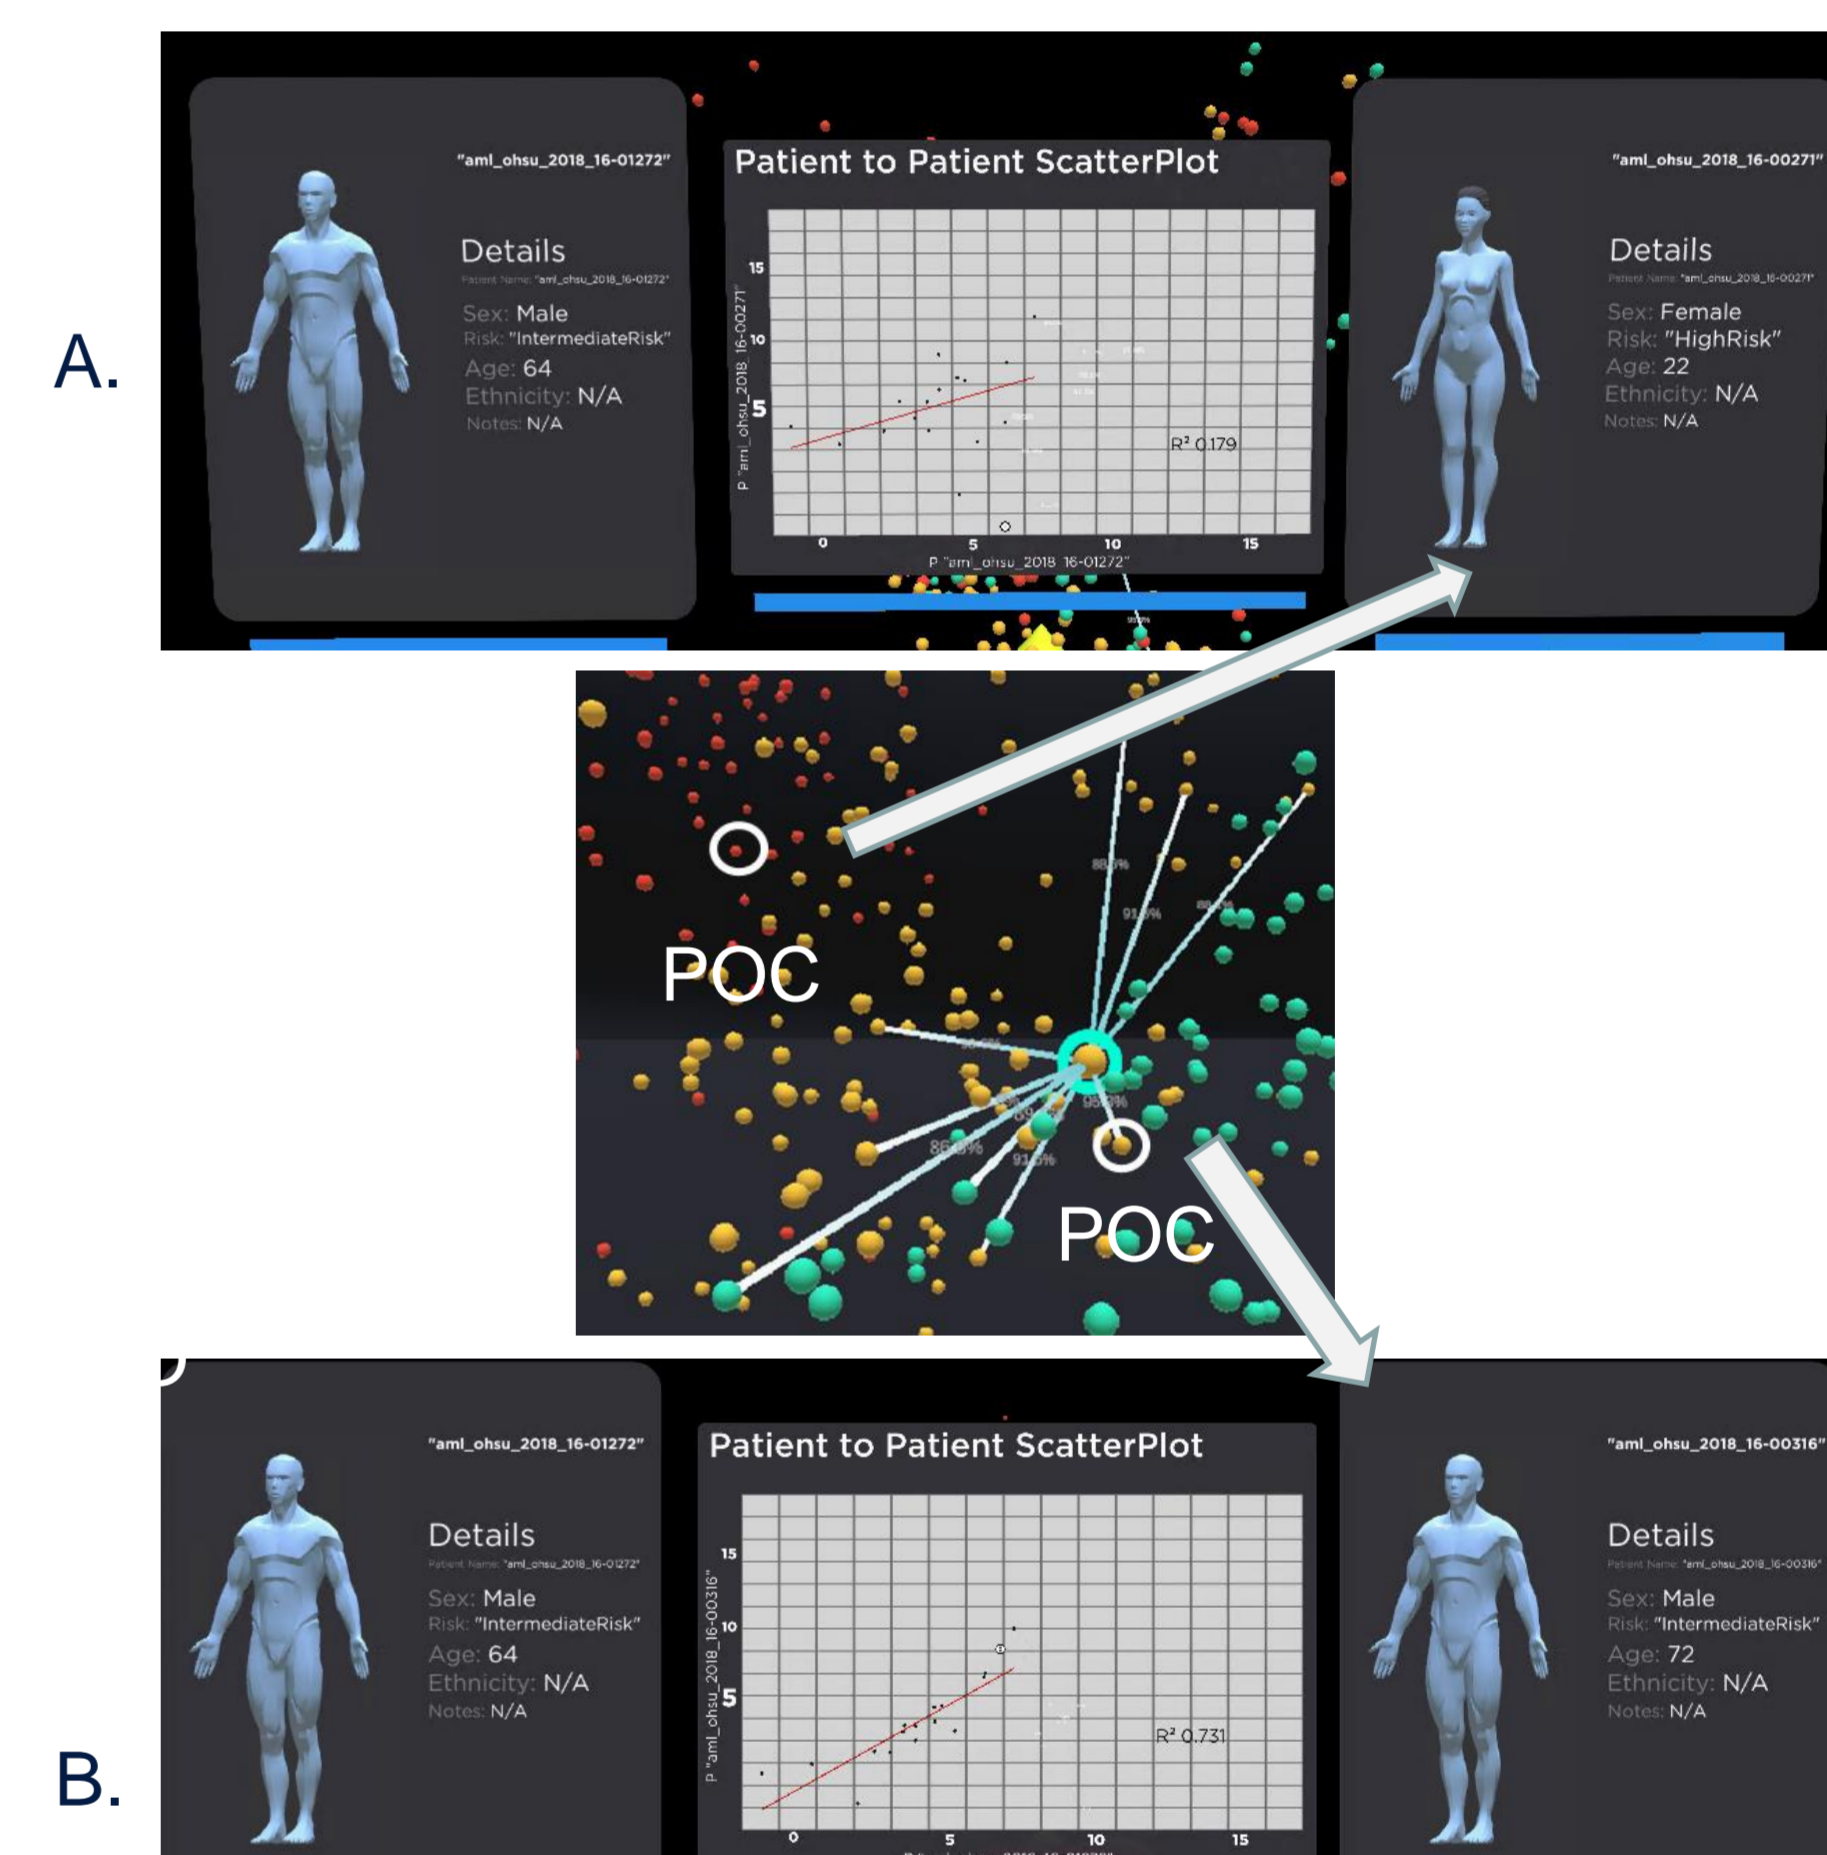 A.
"aml_ohsu_2018_16-01272"
Details
Patient Name: "aml_ohsu_2018_16-01272"
Sex: Male
Risk: "IntermediateRisk"
Age: 64
Ethnicity: N/A
Notes: N/A
Patient to Patient ScatterPlot
15
10
5
P "aml_ohsu_2018_16-00271"
R² 0.179
0 5 10 15
P "aml_ohsu_2018_16-01272"
"aml_ohsu_2018_16-00271"
Details
Patient Name: "aml_ohsu_2018_16-00271"
Sex: Female
Risk: "HighRisk"
Age: 22
Ethnicity: N/A
Notes: N/A
POC
POC
B.
"aml_ohsu_2018_16-01272"
Details
Patient Name: "aml_ohsu_2018_16-01272"
Sex: Male
Risk: "IntermediateRisk"
Age: 64
Ethnicity: N/A
Notes: N/A
Patient to Patient ScatterPlot
15
10
5
P "aml_ohsu_2018_16-00316"
R² 0.731
0 5 10 15
"aml_ohsu_2018_16-00316"
Details
Patient Name: "aml_ohsu_2018_16-00316"
Sex: Male
Risk: "IntermediateRisk"
Age: 72
Ethnicity: N/A
Notes: N/A